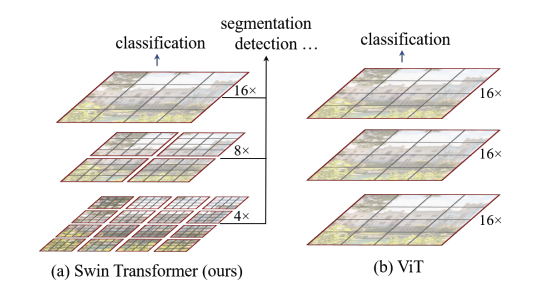 segmentation
classification
detection ...
classification
16×
16×
8×
16×
4×
16×
(a) Swin Transformer (ours)
(b) ViT